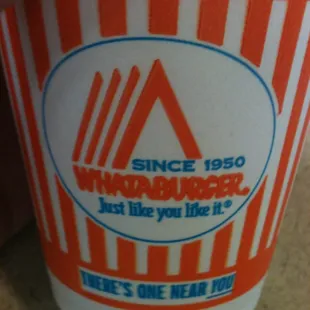 SINCE 1950
WHATABURGER®
Just like you like it.®
THERE'S ONE NEAR YOU